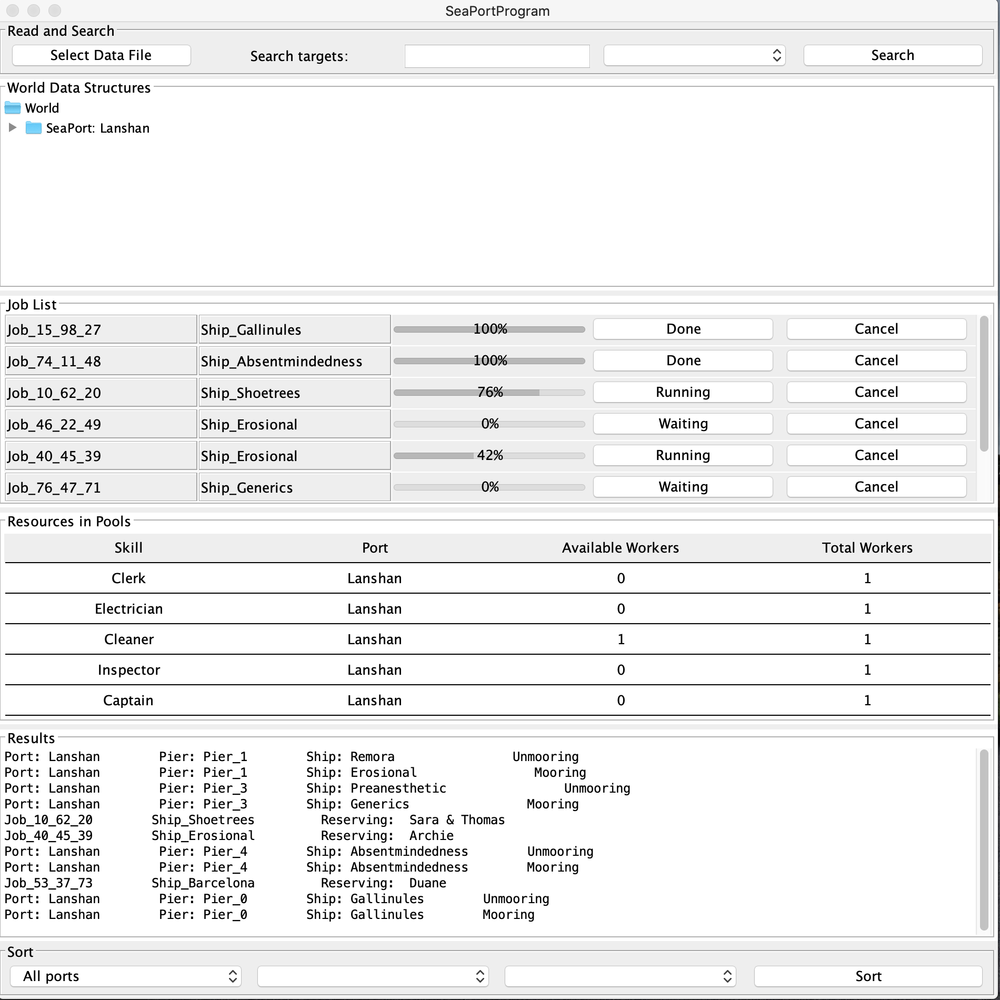 SeaPortProgram
Read and Search
Select Data File Search targets: Search
World Data Structures
World
SeaPort: Lanshan
Job List
Job_15_98_27 Ship_Gallinules 100% Done Cancel
Job_74_11_48 Ship_Absentmindedness 100% Done Cancel
Job_10_62_20 Ship_Shoetrees 76% Running Cancel
Job_46_22_49 Ship_Erosional 0% Waiting Cancel
Job_40_45_39 Ship_Erosional 42% Running Cancel
Job_76_47_71 Ship_Generics 0% Waiting Cancel
Resources in Pools
Skill Port Available Workers Total Workers
Clerk Lanshan 0 1
Electrician Lanshan 0 1
Cleaner Lanshan 1 1
Inspector Lanshan 0 1
Captain Lanshan 0 1
Results
Port: Lanshan Pier: Pier_1 Ship: Remora Unmooring
Port: Lanshan Pier: Pier_1 Ship: Erosional Mooring
Port: Lanshan Pier: Pier_3 Ship: Preanesthetic Unmooring
Port: Lanshan Pier: Pier_3 Ship: Generics Mooring
Job_10_62_20 Ship_Shoetrees Reserving: Sara & Thomas
Job_40_45_39 Ship_Erosional Reserving: Archie
Port: Lanshan Pier: Pier_4 Ship: Absentmindedness Unmooring
Port: Lanshan Pier: Pier_4 Ship: Absentmindedness Mooring
Job_53_37_73 Ship_Barcelona Reserving: Duane
Port: Lanshan Pier: Pier_0 Ship: Gallinules Unmooring
Port: Lanshan Pier: Pier_0 Ship: Gallinules Mooring
Sort
All ports Sort